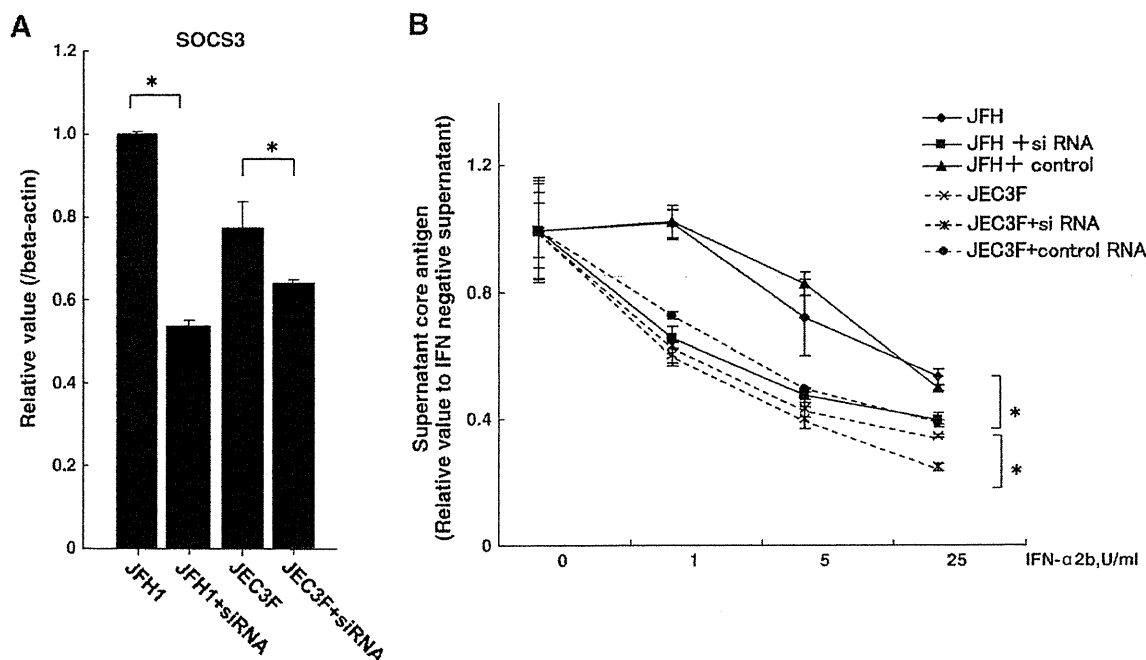 A
SOCS3
Relative value (/beta-actin)
1.2
1.0
0.8
0.6
0.4
0.2
0
*
*
JFH1
JFH1+siRNA
JEC3F
JEC3F+siRNA
B
Supernatant core antigen
(Relative value to IFN negative supernatant)
1.2
0.8
0.4
0
0
1
5
25
IFN-α2b,U/ml
JFH
JFH +si RNA
JFH+ control
JEC3F
JEC3F+si RNA
JEC3F+control RNA
*
*